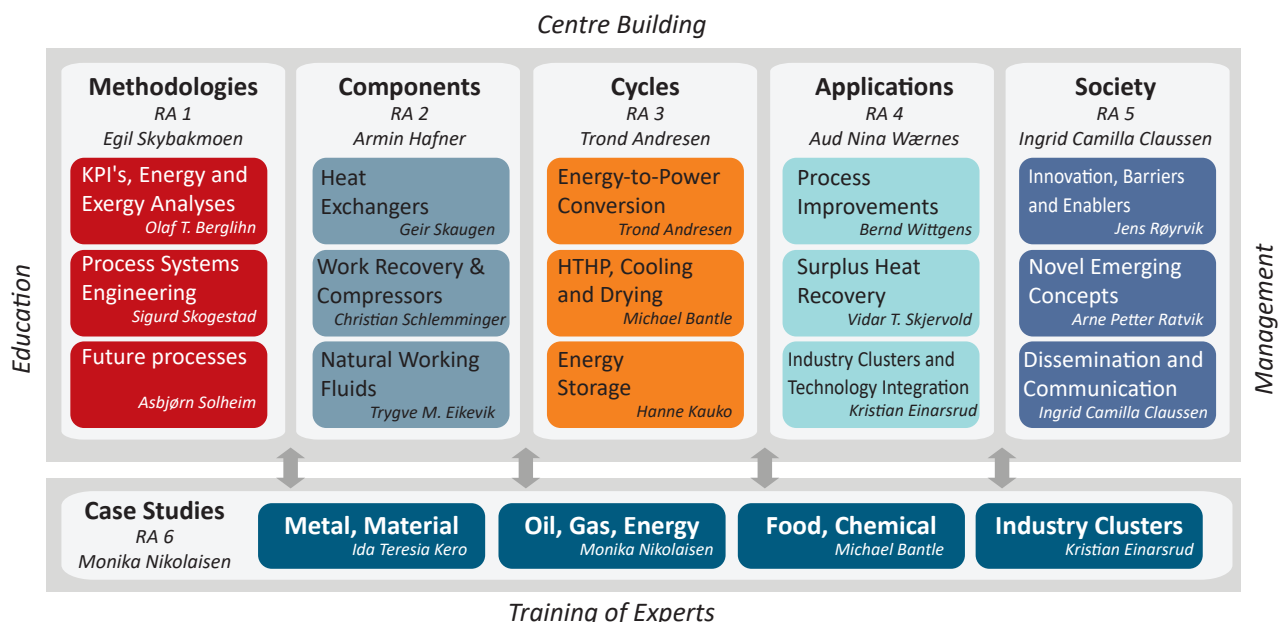 Centre Building
Education
Methodologies
RA 1
Egil Skybakmoen
KPI's, Energy and
Exergy Analyses
Olaf T. Berglihn
Process Systems
Engineering
Sigurd Skogestad
Future processes
Asbjørn Solheim
Components
RA 2
Armin Hafner
Heat
Exchangers
Geir Skaugen
Work Recovery &
Compressors
Christian Schlemminger
Natural Working
Fluids
Trygve M. Eikevik
Cycles
RA 3
Trond Andresen
Energy-to-Power
Conversion
Trond Andresen
HTHP, Cooling
and Drying
Michael Bantle
Energy
Storage
Hanne Kauko
Applications
RA 4
Aud Nina Wærnes
Process
Improvements
Bernd Wittgens
Surplus Heat
Recovery
Vidar T. Skjervold
Industry Clusters and
Technology Integration
Kristian Einarsrud
Society
RA 5
Ingrid Camilla Claussen
Innovation, Barriers
and Enablers
Jens Røyrvik
Novel Emerging
Concepts
Arne Petter Ratvik
Dissemination and
Communication
Ingrid Camilla Claussen
Management
Case Studies
RA 6
Monika Nikolaisen
Metal, Material
Ida Teresia Kero
Oil, Gas, Energy
Monika Nikolaisen
Food, Chemical
Michael Bantle
Industry Clusters
Kristian Einarsrud
Training of Experts